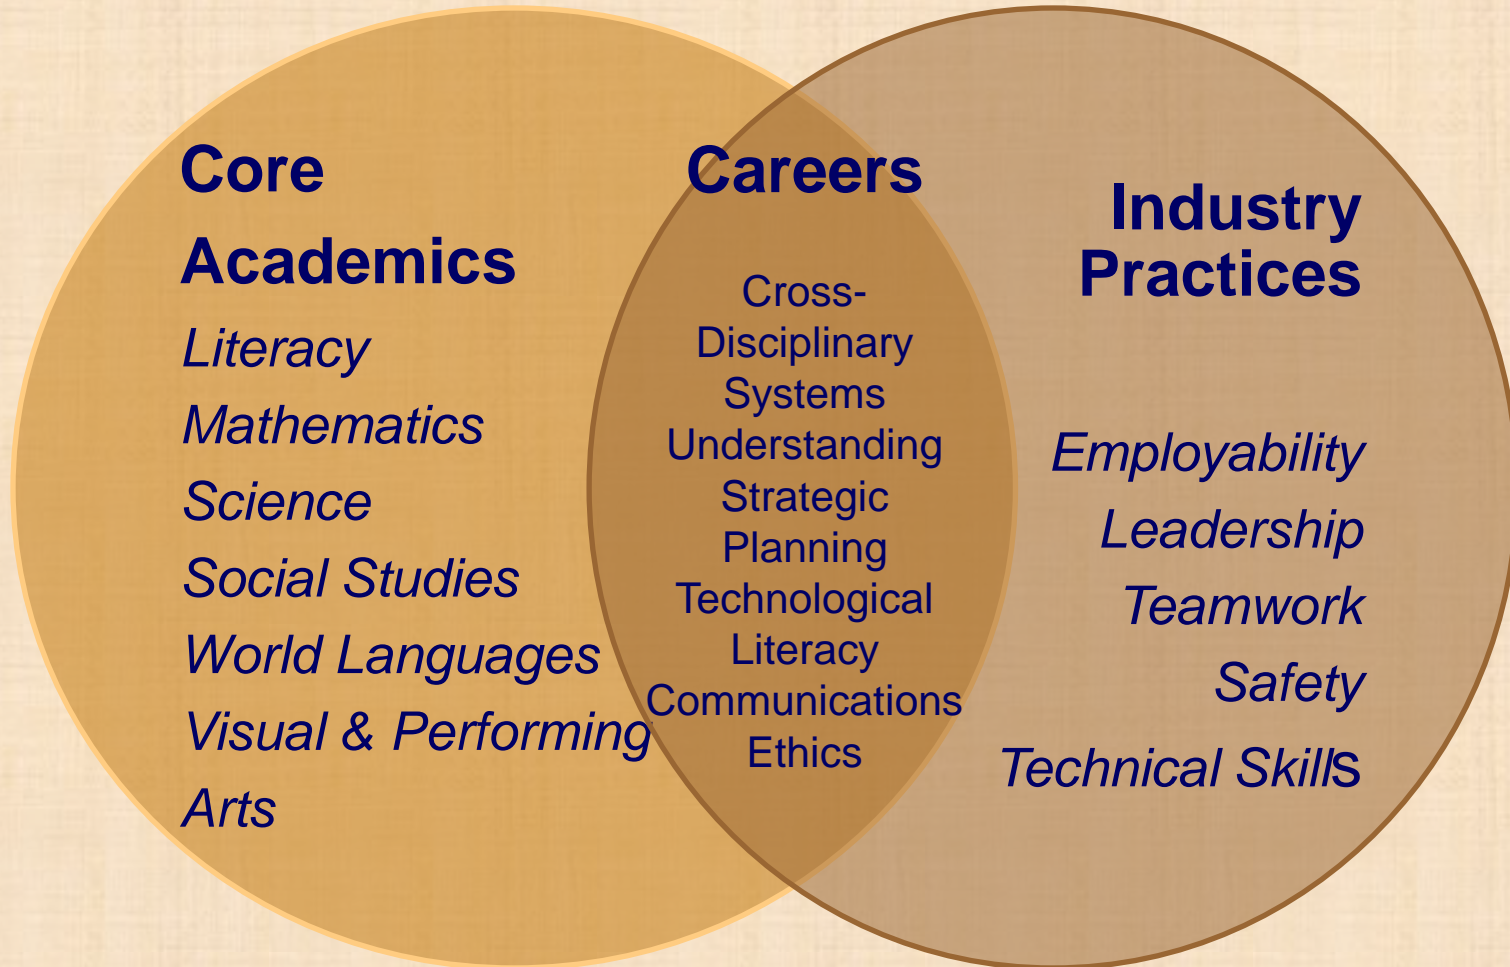 Core
Academics
Literacy
Mathematics
Science
Social Studies
World Languages
Visual & Performing
Arts
Careers
Cross-
Disciplinary
Systems
Understanding
Strategic
Planning
Technological
Literacy
Communications
Ethics
Industry
Practices
Employability
Leadership
Teamwork
Safety
Technical Skills